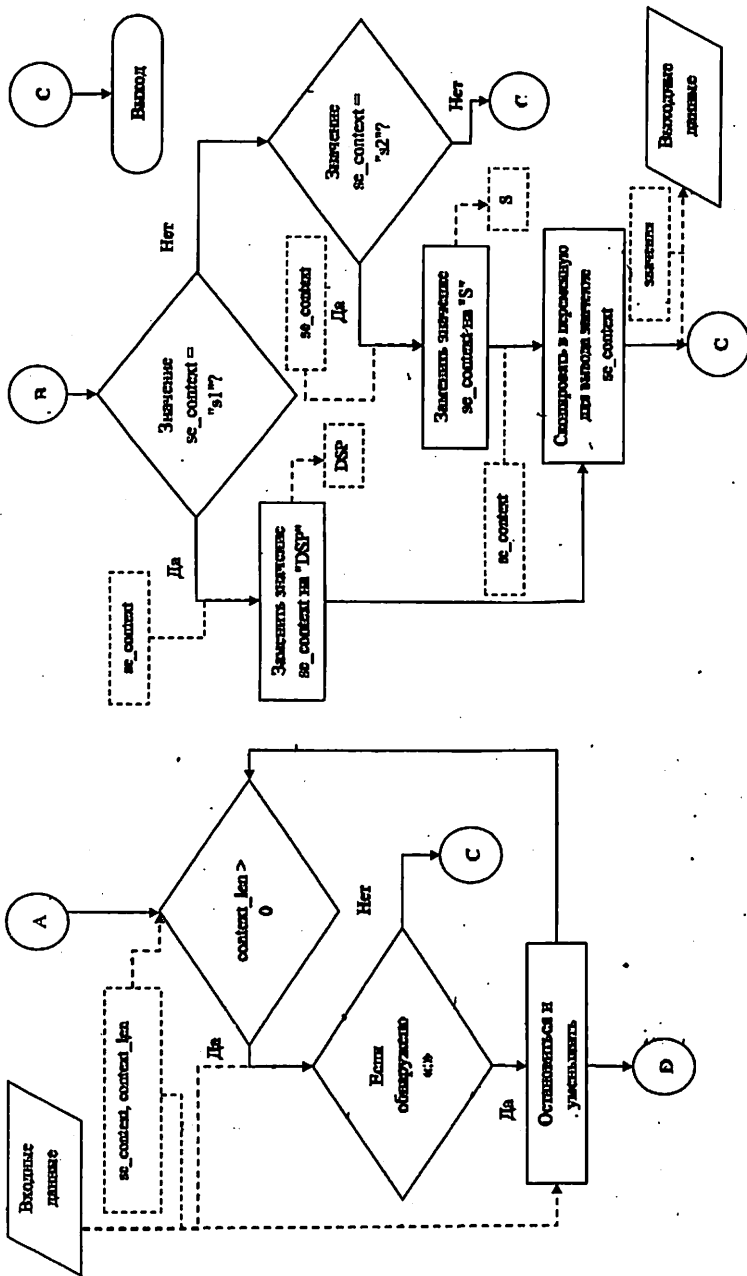 Входные
данные
se_context, context_len
A
context_len >
0
Да
Нет
Если
обнаружено
«:»
C
Да
Остановиться и
уменьшить
D
B
Значение
se_context =
"s1"?
Да
Нет
se_context
Заменить значение
se_context на "DSP"
DSP
C
Выход
Значение
se_context =
"s2"?
Да
Нет
C
se_context
Заменить значение
se_context на "S"
S
se_context
Скопировать в переменную
для вывода значение
se_context
значения
Выходные
данные
C